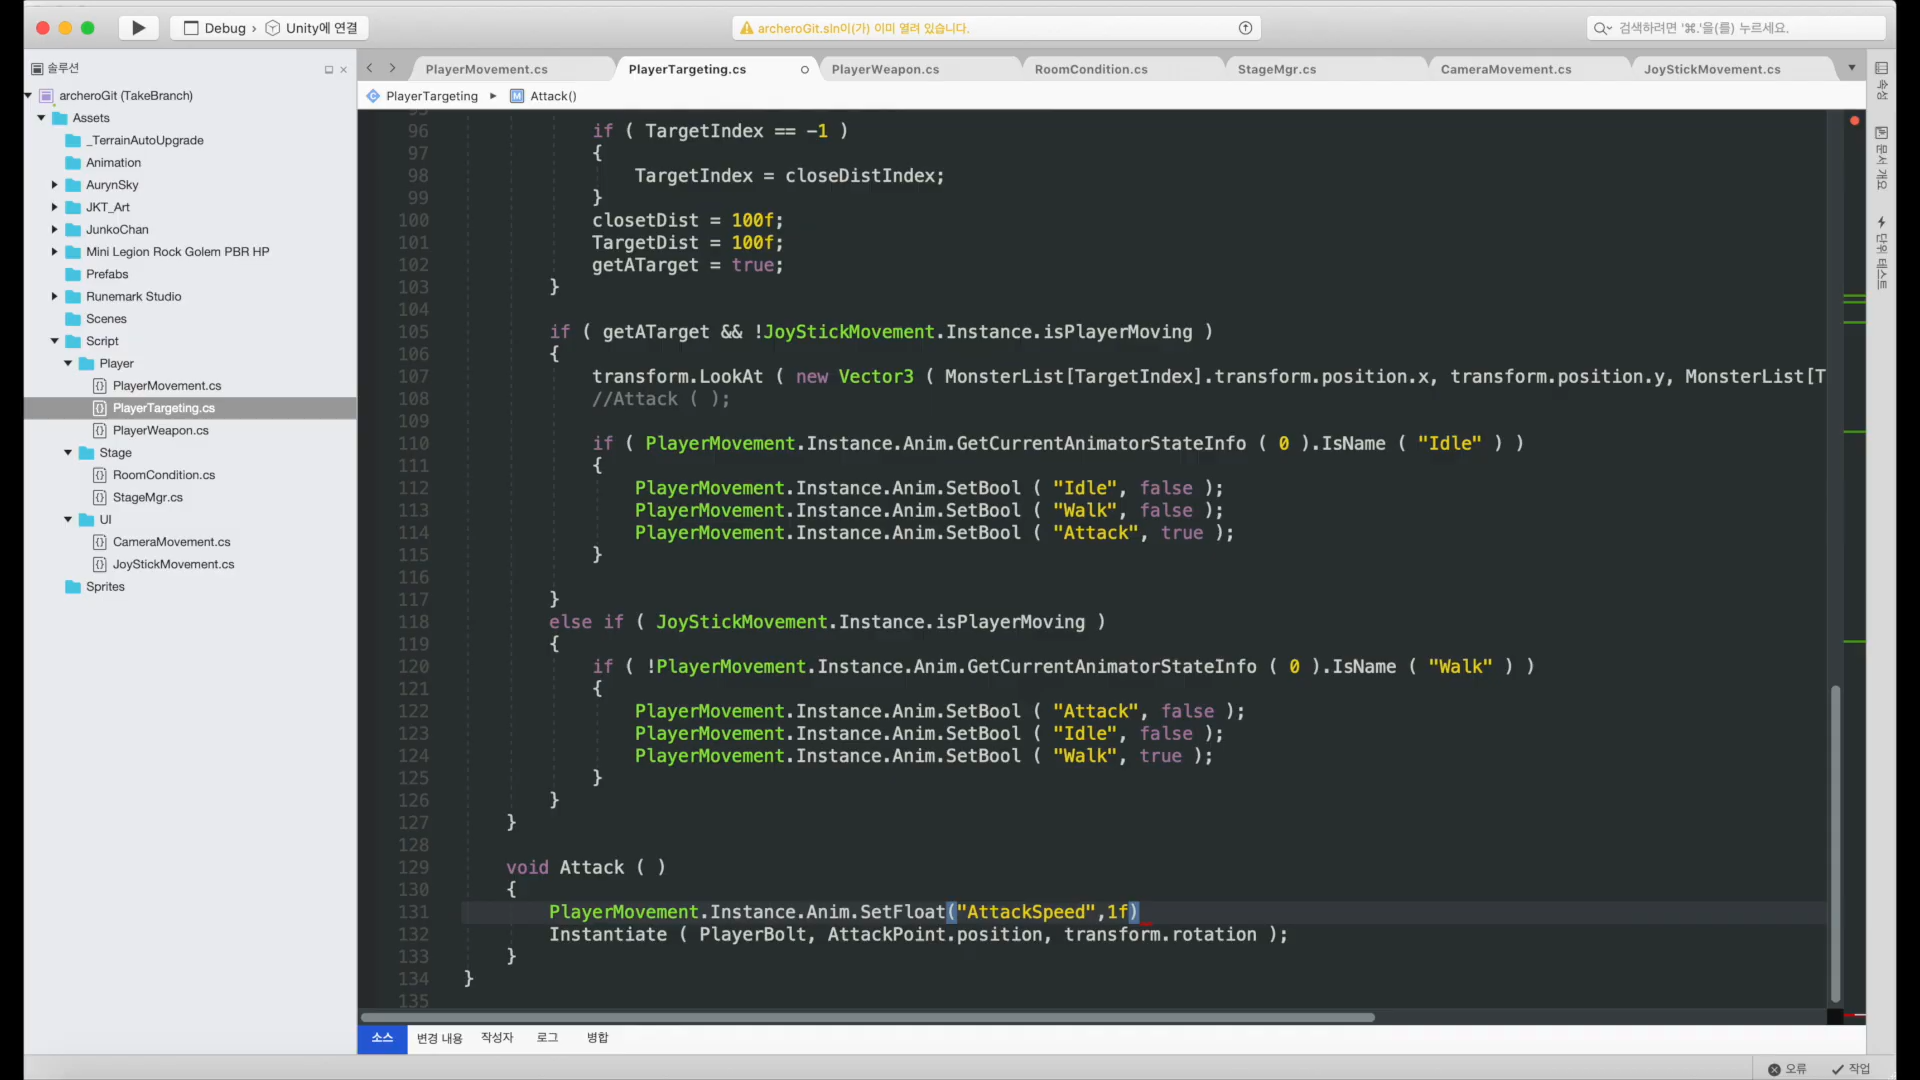 Debug › Unity에 연결
archeroGit.sln이(가) 이미 열려 있습니다.
검색하려면 '⌘.'을(를) 누르세요.
솔루션
archeroGit (TakeBranch)
Assets
_TerrainAutoUpgrade
Animation
AurynSky
JKT_Art
JunkoChan
Mini Legion Rock Golem PBR HP
Prefabs
Runemark Studio
Scenes
Script
Player
PlayerMovement.cs
PlayerTargeting.cs
PlayerWeapon.cs
Stage
RoomCondition.cs
StageMgr.cs
UI
CameraMovement.cs
JoyStickMovement.cs
Sprites
PlayerMovement.cs
PlayerTargeting.cs
PlayerWeapon.cs
RoomCondition.cs
StageMgr.cs
CameraMovement.cs
JoyStickMovement.cs
PlayerTargeting
Attack()
96 if ( TargetIndex == -1 )
97 {
98 TargetIndex = closeDistIndex;
99 }
100 closetDist = 100f;
101 TargetDist = 100f;
102 getATarget = true;
103 }
104
105 if ( getATarget && !JoyStickMovement.Instance.isPlayerMoving )
106 {
107 transform.LookAt ( new Vector3 ( MonsterList[TargetIndex].transform.position.x, transform.position.y, MonsterList[T
108 //Attack ( );
109
110 if ( PlayerMovement.Instance.Anim.GetCurrentAnimatorStateInfo ( 0 ).IsName ( "Idle" ) )
111 {
112 PlayerMovement.Instance.Anim.SetBool ( "Idle", false );
113 PlayerMovement.Instance.Anim.SetBool ( "Walk", false );
114 PlayerMovement.Instance.Anim.SetBool ( "Attack", true );
115 }
116
117 }
118 else if ( JoyStickMovement.Instance.isPlayerMoving )
119 {
120 if ( !PlayerMovement.Instance.Anim.GetCurrentAnimatorStateInfo ( 0 ).IsName ( "Walk" ) )
121 {
122 PlayerMovement.Instance.Anim.SetBool ( "Attack", false );
123 PlayerMovement.Instance.Anim.SetBool ( "Idle", false );
124 PlayerMovement.Instance.Anim.SetBool ( "Walk", true );
125 }
126 }
127 }
128
129 void Attack ( )
130 {
131 PlayerMovement.Instance.Anim.SetFloat("AttackSpeed",1f)
132 Instantiate ( PlayerBolt, AttackPoint.position, transform.rotation );
133 }
134 }
135
속성
문서 개요
단위 테스트
소스
변경 내용
작성자
로그
병합
오류
작업